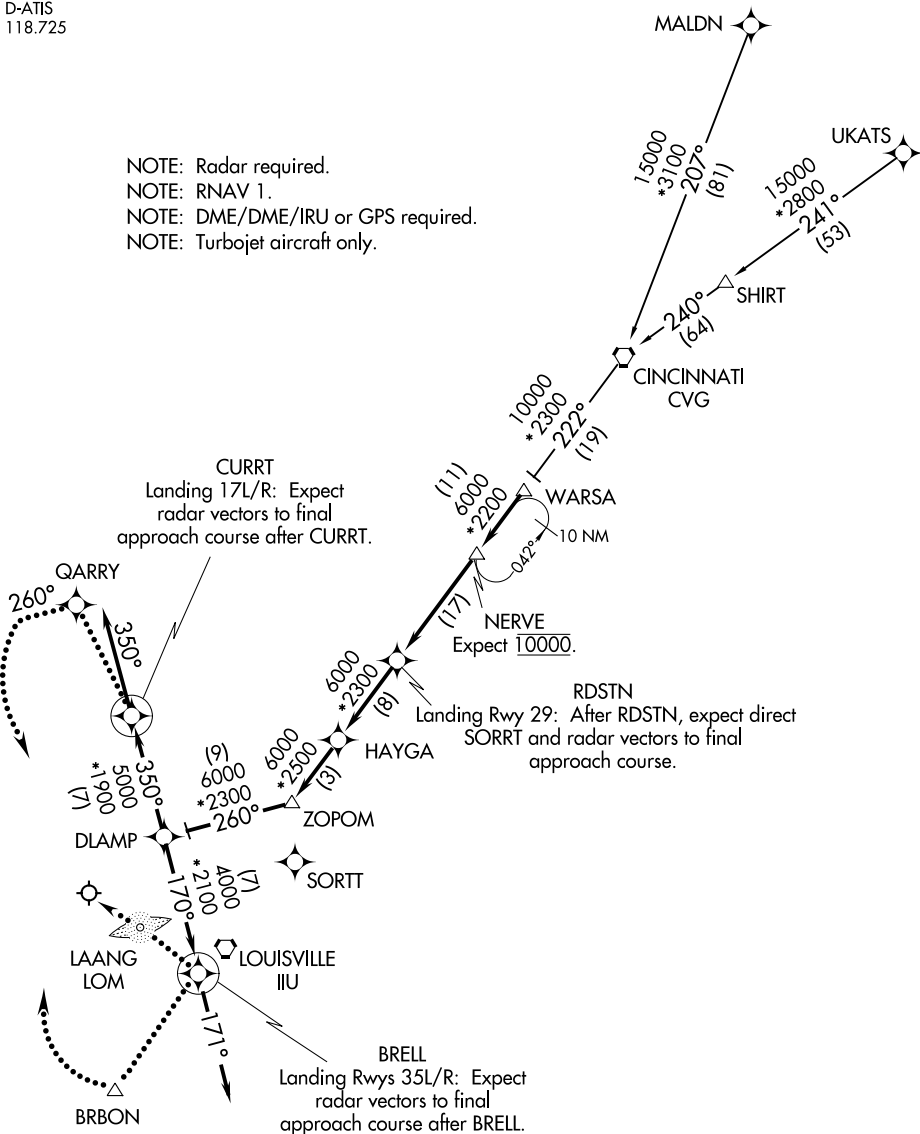 D-ATIS
118.725
MALDN
UKATS
NOTE: Radar required.
NOTE: RNAV 1.
NOTE: DME/DME/IRU or GPS required.
NOTE: Turbojet aircraft only.
15000
*3100
207°
(81)
15000
*2800
241°
(53)
SHIRT
240°
(64)
CINCINNATI
CVG
10000
*2300
222°
(19)
CURRT
Landing 17L/R: Expect
radar vectors to final
approach course after CURRT.
(11)
6000
*2200
WARSA
10 NM
042°
QARRY
260°
350°
(17)
NERVE
Expect 10000.
6000
*2300
(8)
RDSTN
Landing Rwy 29: After RDSTN, expect direct
SORRT and radar vectors to final
approach course.
HAYGA
6000
*2500
(3)
(9)
6000
*2300
260°
ZOPOM
350°
5000
*1900
(7)
DLAMP
SORTT
(7)
4000
*2100
170°
LAANG
LOM
LOUISVILLE
IIU
171°
BRELL
Landing Rwys 35L/R: Expect
radar vectors to final
approach course after BRELL.
BRBON